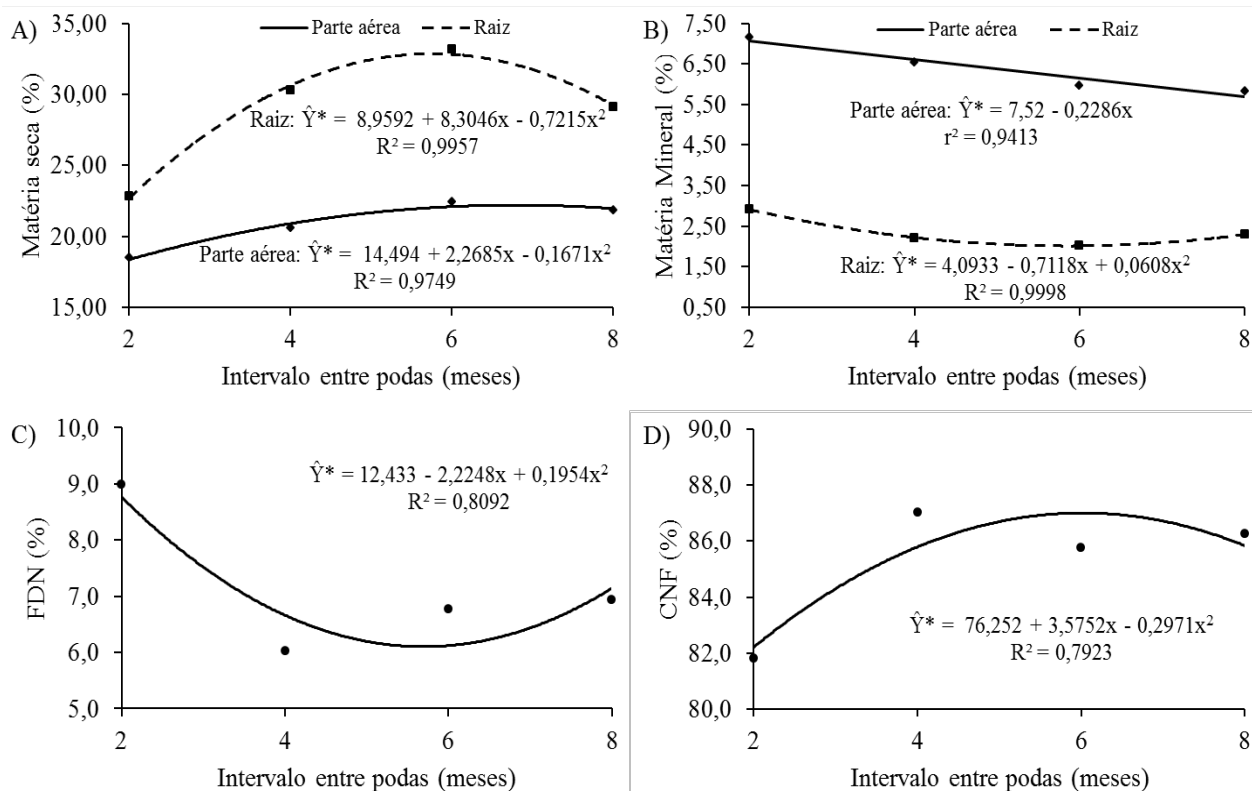 A)
Parte aérea
Raiz
Matéria seca (%)
35,00
30,00
25,00
20,00
15,00
Raiz: Ŷ* = 8,9592 + 8,3046x - 0,7215x²
R² = 0,9957
Parte aérea: Ŷ* = 14,494 + 2,2685x - 0,1671x²
R² = 0,9749
2 4 6 8
Intervalo entre podas (meses)
B)
Parte aérea
Raiz
Matéria Mineral (%)
7,50
6,50
5,50
4,50
3,50
2,50
1,50
0,50
Parte aérea: Ŷ* = 7,52 - 0,2286x
r² = 0,9413
Raiz: Ŷ* = 4,0933 - 0,7118x + 0,0608x²
R² = 0,9998
2 4 6 8
Intervalo entre podas (meses)
C)
FDN (%)
10,0
9,0
8,0
7,0
6,0
5,0
Ŷ* = 12,433 - 2,2248x + 0,1954x²
R² = 0,8092
2 4 6 8
Intervalo entre podas (meses)
D)
CNF (%)
90,0
88,0
86,0
84,0
82,0
80,0
Ŷ* = 76,252 + 3,5752x - 0,2971x²
R² = 0,7923
2 4 6 8
Intervalo entre podas (meses)